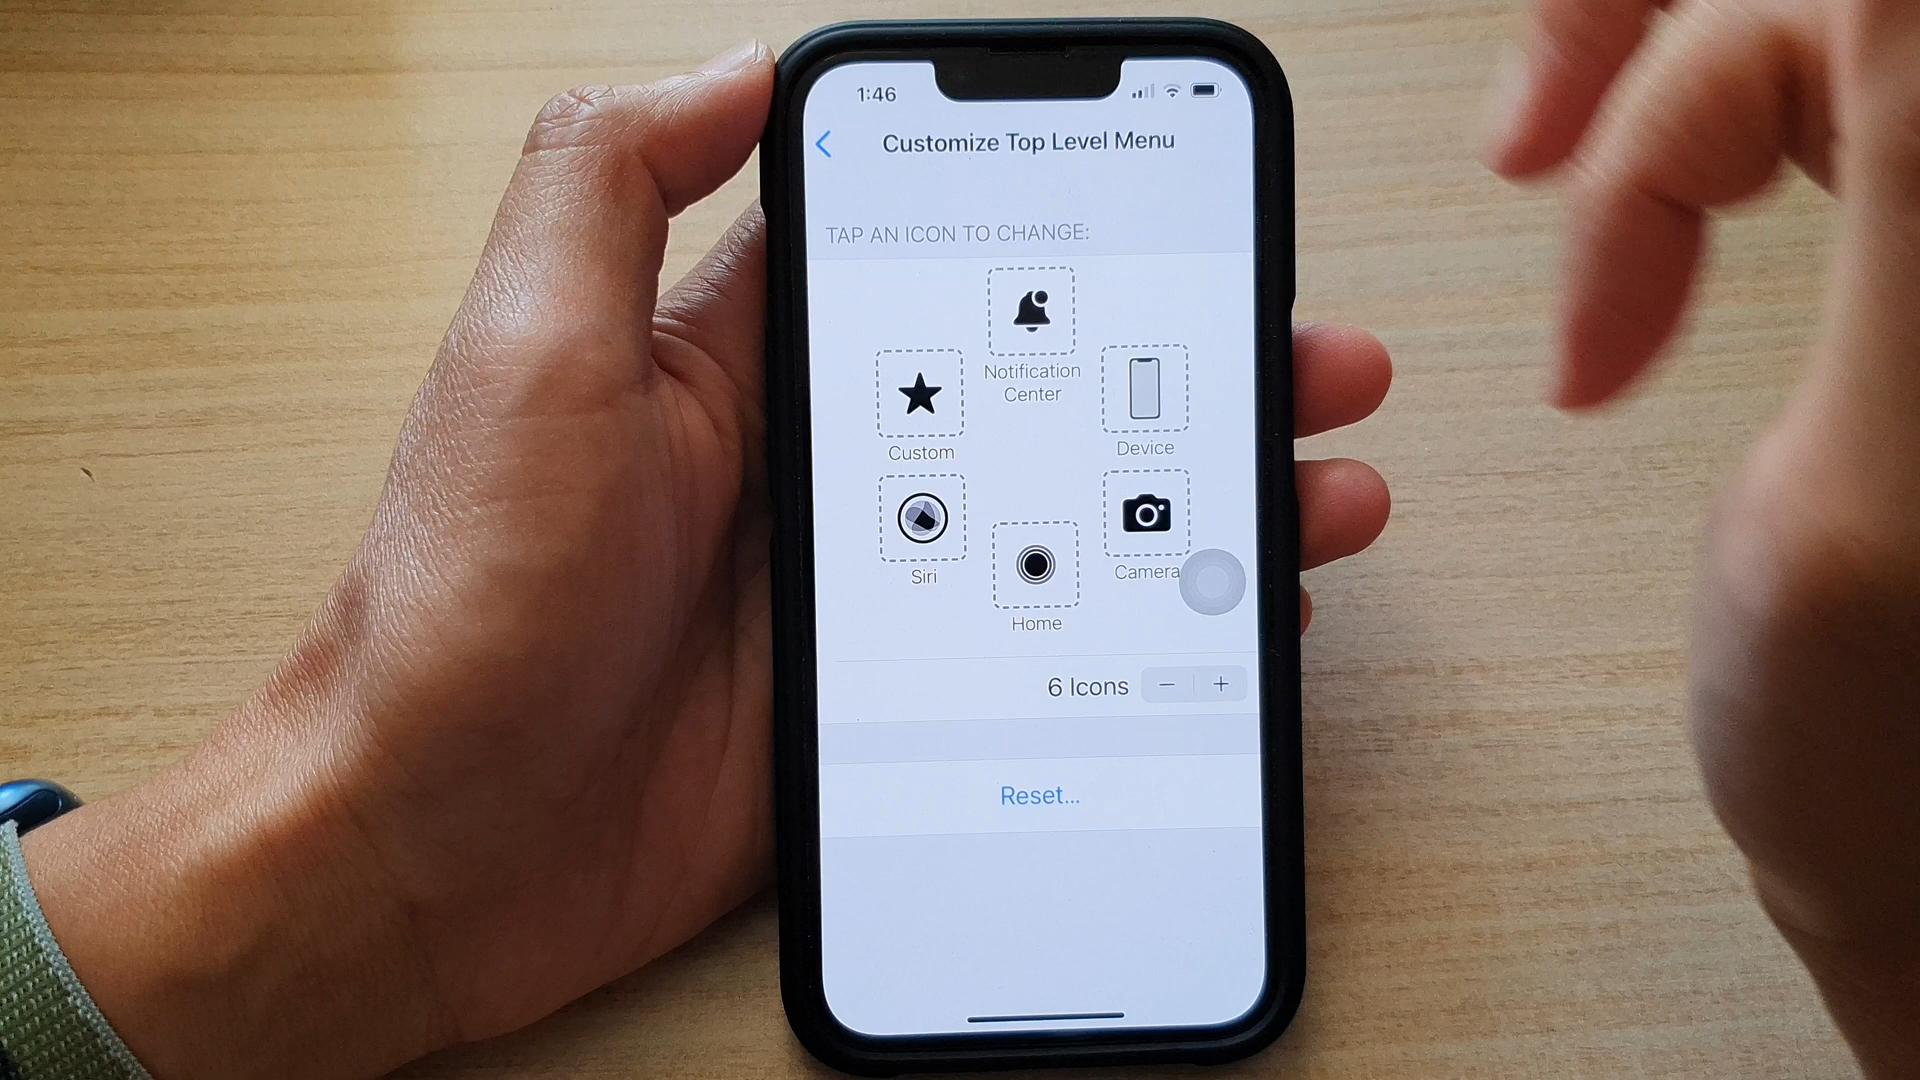 1:46
Customize Top Level Menu
TAP AN ICON TO CHANGE:
Notification
Center
Custom
Device
Siri
Camera
Home
6 Icons − +
Reset...